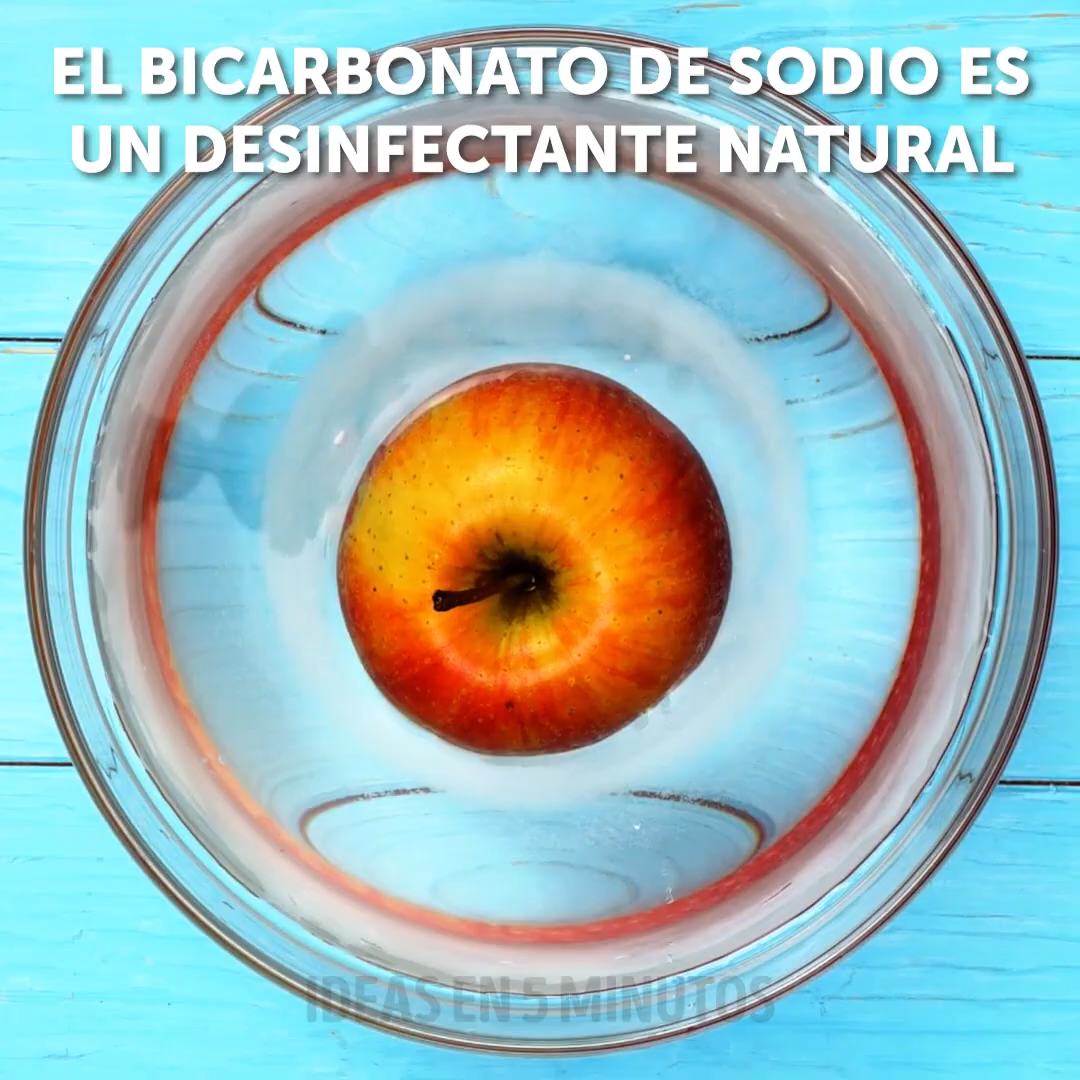 EL BICARBONATO DE SODIO ES
UN DESINFECTANTE NATURAL
IDEAS EN 5 MINUTOS